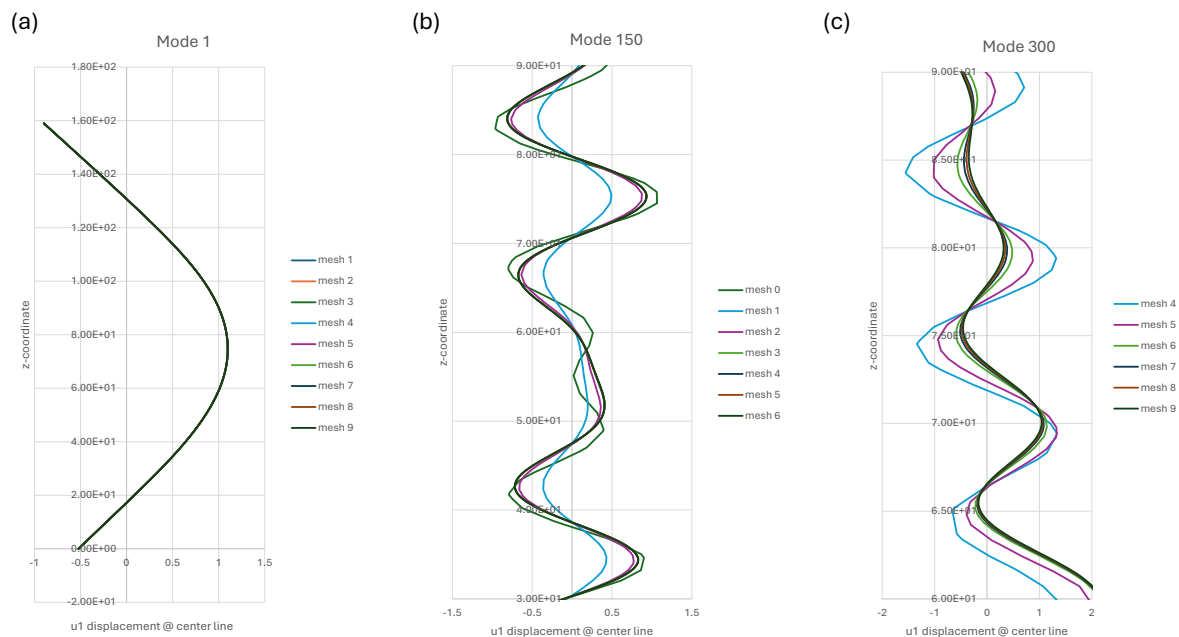 (a)
Mode 1
1.80E+02
1.60E+02
1.40E+02
1.20E+02
1.00E+02
8.00E+01
6.00E+01
4.00E+01
2.00E+01
0.00E+00
-2.00E+01
-1
-0.5
0
0.5
1
1.5
z-coordinate
u1 displacement @ center line
mesh 1
mesh 2
mesh 3
mesh 4
mesh 5
mesh 6
mesh 7
mesh 8
mesh 9
(b)
Mode 150
9.00E+01
8.00E+01
7.00E+01
6.00E+01
5.00E+01
4.00E+01
3.00E+01
-1.5
-0.5
0.5
1.5
z-coordinate
u1 displacement @ center line
mesh 0
mesh 1
mesh 2
mesh 3
mesh 4
mesh 5
mesh 6
(c)
Mode 300
9.00E+01
8.50E+01
8.00E+01
7.50E+01
7.00E+01
6.50E+01
6.00E+01
-2
-1
0
1
2
z-coordinate
u1 displacement @ center line
mesh 4
mesh 5
mesh 6
mesh 7
mesh 8
mesh 9